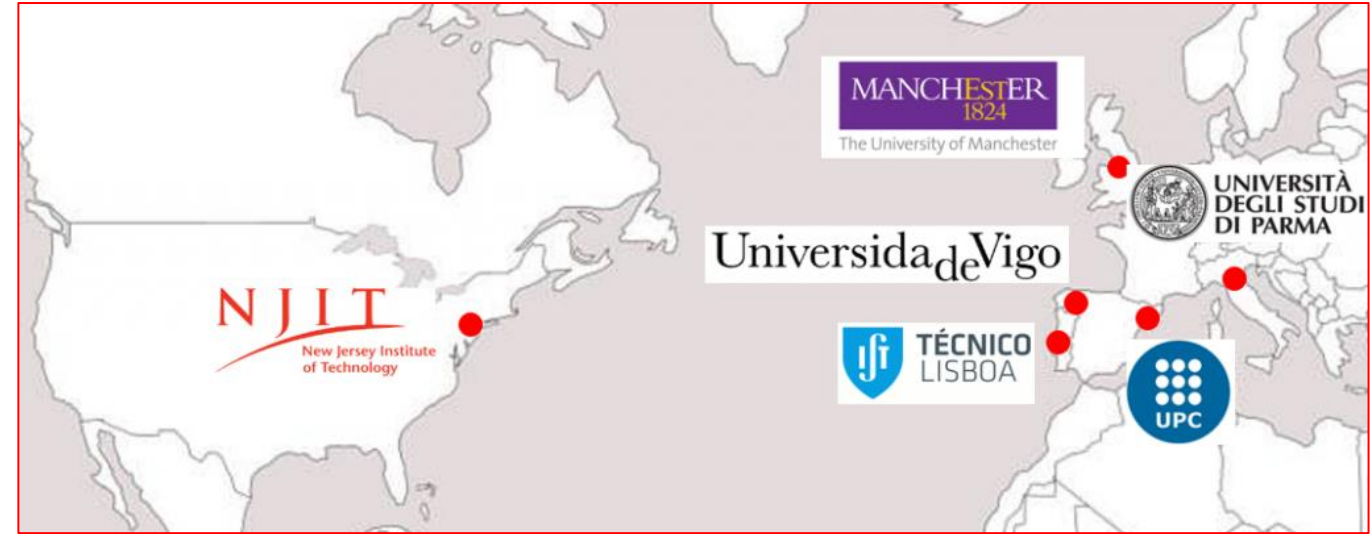 MANCHESTER
1824
The University of Manchester
UNIVERSITÀ
DEGLI STUDI
DI PARMA
UniversidadeVigo
NJIT
New Jersey Institute
of Technology
TÉCNICO
LISBOA
UPC